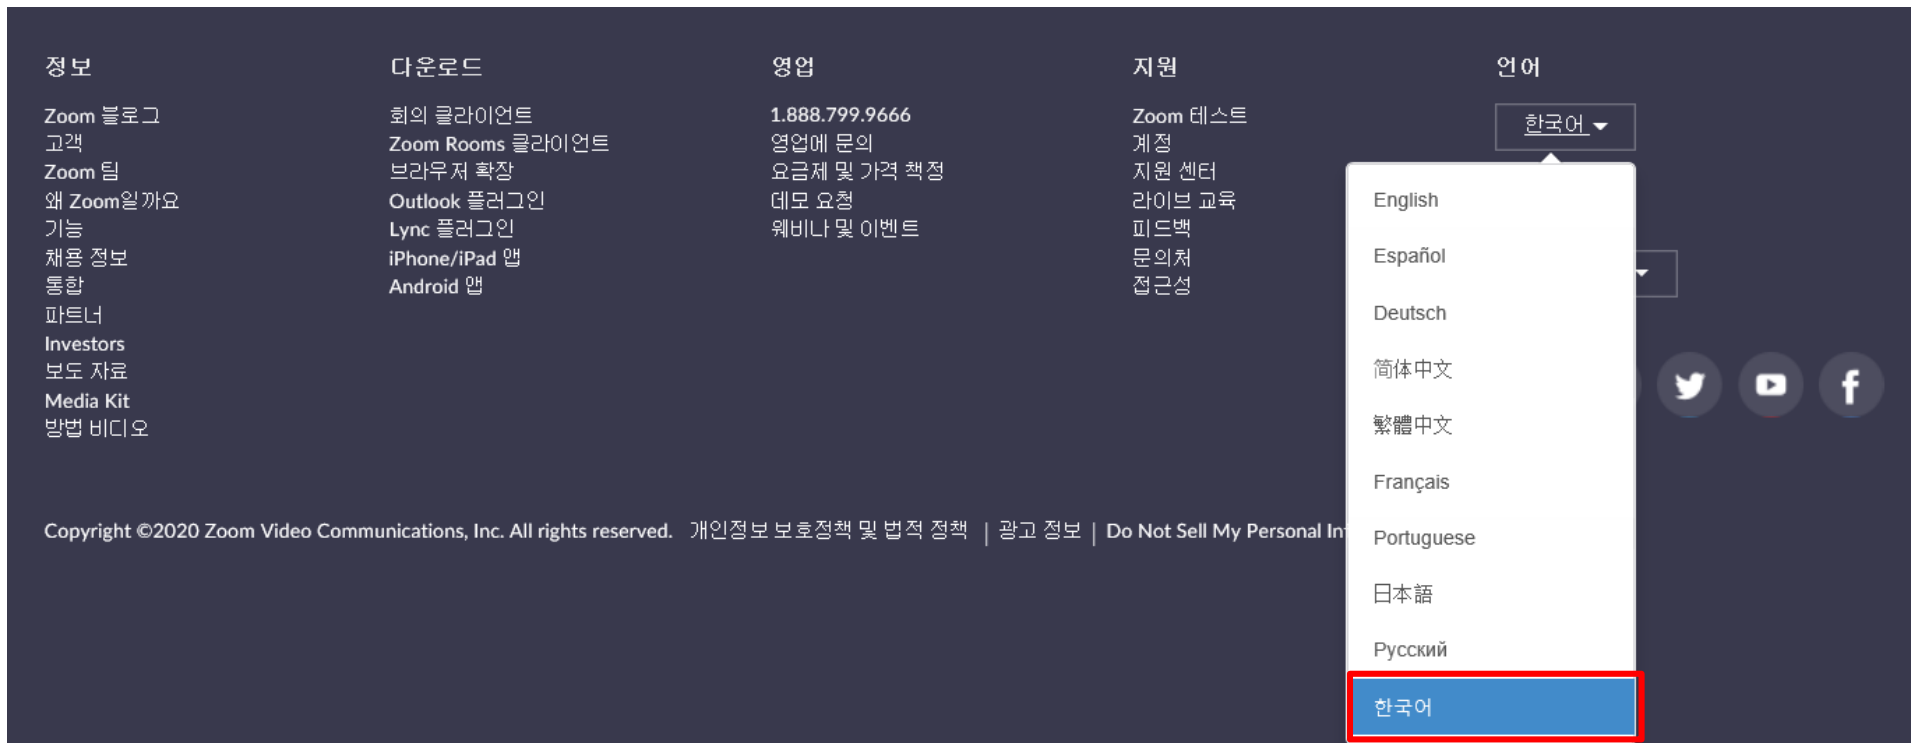 정보
Zoom 블로그
고객
Zoom 팀
왜 Zoom일까요
기능
채용 정보
통합
파트너
Investors
보도 자료
Media Kit
방법 비디오
다운로드
회의 클라이언트
Zoom Rooms 클라이언트
브라우저 확장
Outlook 플러그인
Lync 플러그인
iPhone/iPad 앱
Android 앱
영업
1.888.799.9666
영업에 문의
요금제 및 가격 책정
데모 요청
웨비나 및 이벤트
지원
Zoom 테스트
계정
지원 센터
라이브 교육
피드백
문의처
접근성
언어
한국어
English
Español
Deutsch
简体中文
繁體中文
Français
Portuguese
日本語
Русский
한국어
Copyright ©2020 Zoom Video Communications, Inc. All rights reserved. 개인정보 보호정책 및 법적 정책 | 광고 정보 | Do Not Sell My Personal